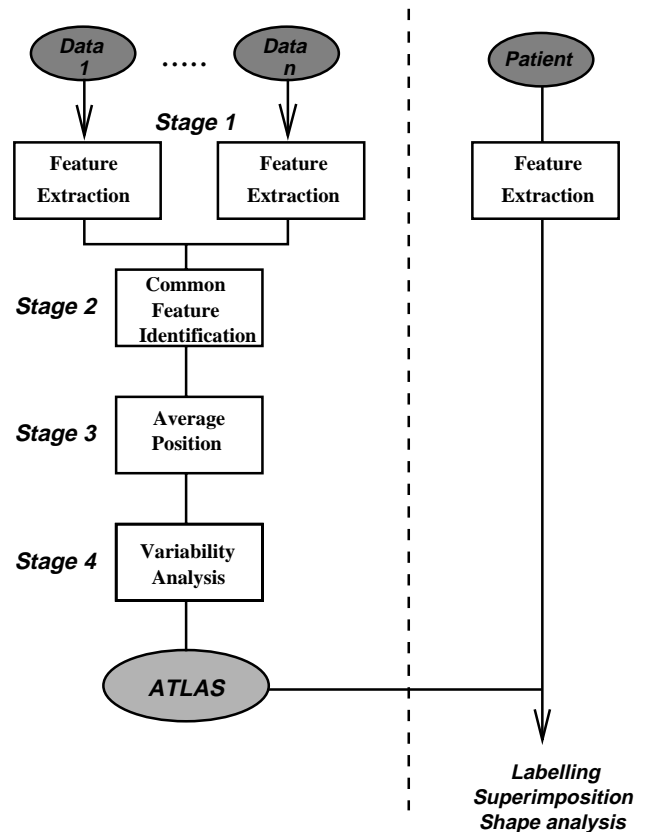 Data
1
.....
Data
n
Patient
Stage 1
Feature
Extraction
Feature
Extraction
Feature
Extraction
Stage 2
Common
Feature
Identification
Stage 3
Average
Position
Stage 4
Variability
Analysis
ATLAS
Labelling
Superimposition
Shape analysis